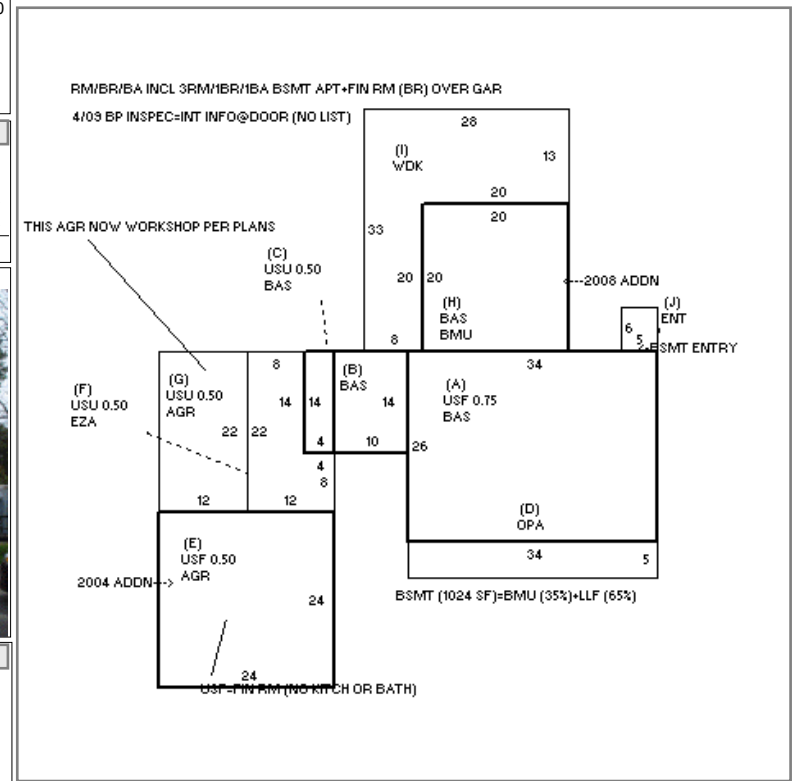 RM/BR/BA INCL 3RM/1BR/1BA BSMT APT+FIN RM (BR) OVER GAR
4/09 BP INSPEC=INT INFO@DOOR (NO LIST)
28
(I)
WDK
13
20
20
THIS AGR NOW WORKSHOP PER PLANS
33
(C)
USU 0.50
BAS
20
20
2008 ADDN
(H)
BAS
BMU
(J)
ENT
6
5
BSMT ENTRY
8
8
34
(G)
USU 0.50
AGR
(B)
BAS
(A)
USF 0.75
BAS
(F)
USU 0.50
EZA
14
14
14
22
22
4
10
26
4
8
12
12
(D)
OPA
(E)
USF 0.50
AGR
34
5
2004 ADDN
24
BSMT (1024 SF)=BMU (35%)+LLF (65%)
24
USF=FIN RM (NO KITCH OR BATH)